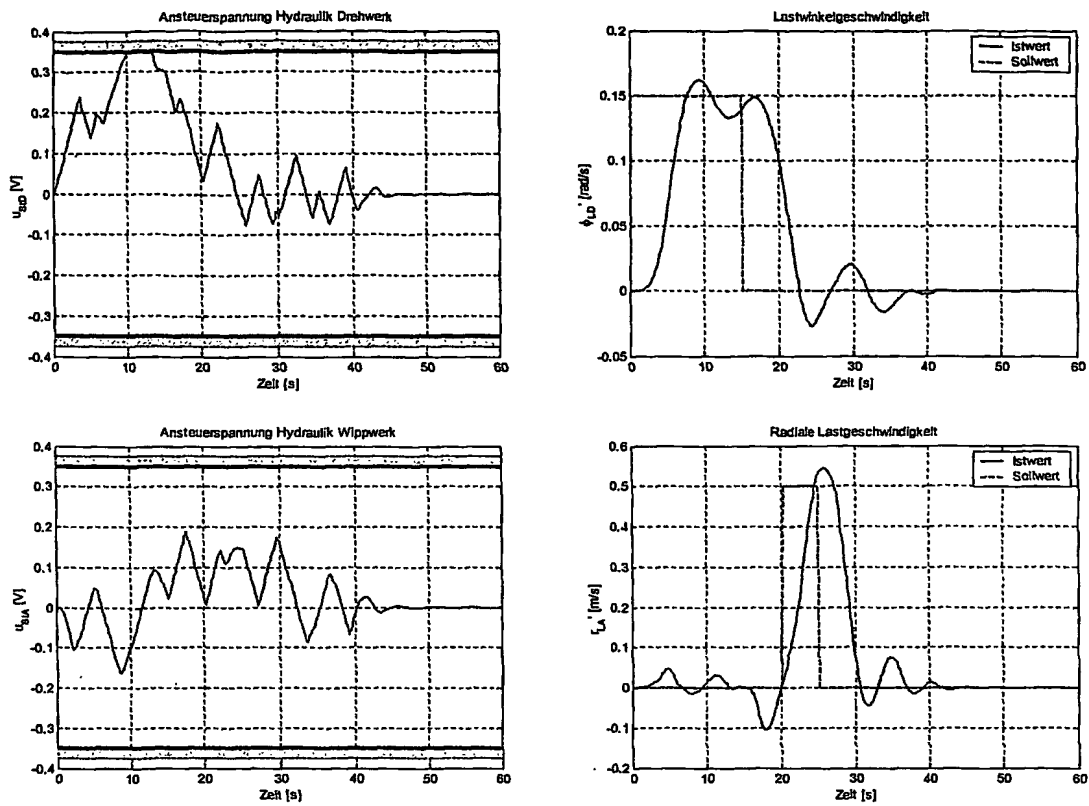 Ansteuerspannung Hydraulik Drehwerk
0.4
0.3
0.2
0.1
0
-0.1
-0.2
-0.3
-0.4
u_StD [V]
0 10 20 30 40 50 60
Zeit [s]
Lastwinkelgeschwindigkeit
Istwert
Sollwert
0.2
0.15
0.1
0.05
0
-0.05
ϕ_LD' [rad/s]
0 10 20 30 40 50 60
Zeit [s]
Ansteuerspannung Hydraulik Wippwerk
0.4
0.3
0.2
0.1
0
-0.1
-0.2
-0.3
-0.4
u_StA [V]
0 10 20 30 40 50 60
Zeit [s]
Radiale Lastgeschwindigkeit
Istwert
Sollwert
0.6
0.5
0.4
0.3
0.2
0.1
0
-0.1
-0.2
r_LA' [m/s]
0 10 20 30 40 50 60
Zeit [s]